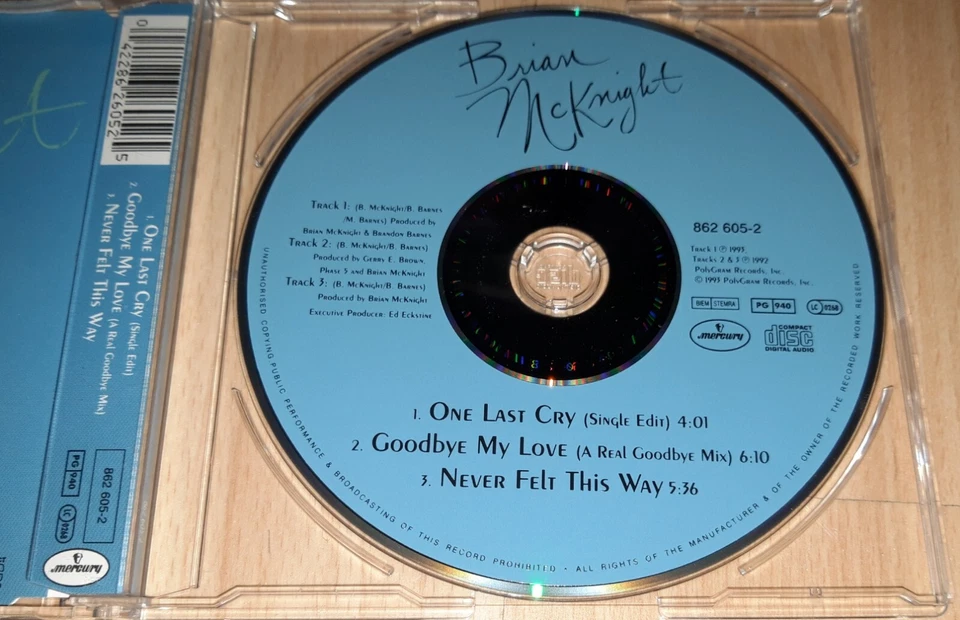 0 42286 26052 5
1. One Last Cry (Single Edit)
2. Goodbye My Love (A Real Goodbye Mix)
3. Never Felt This Way
PG 940
862 605-2
LC 0268
mercury
Brian
McKnight
Track 1: (B. McKnight/B. Barnes
/M. Barnes) Produced by
Brian McKnight & Brandon Barnes
Track 2: (B. McKnight/B. Barnes)
Produced by Gerry E. Brown,
Phase 5 and Brian McKnight
Track 3: (B. McKnight/B. Barnes)
Produced by Brian McKnight
Executive Producer: Ed Eckstine
862 605-2
Track 1 ℗ 1993
Tracks 2 & 3 ℗ 1992
PolyGram Records, Inc.
© 1993 PolyGram Records, Inc.
BIEM STEMRA PG 940 LC 0268
mercury
COMPACT
disc
DIGITAL AUDIO
1. One Last Cry (Single Edit) 4:01
2. Goodbye My Love (A Real Goodbye Mix) 6:10
3. Never Felt This Way 5:36
UNAUTHORISED COPYING PUBLIC PERFORMANCE & BROADCASTING OF THIS RECORD PROHIBITED · ALL RIGHTS OF THE MANUFACTURER & OF THE OWNER OF THE RECORDED WORK RESERVED